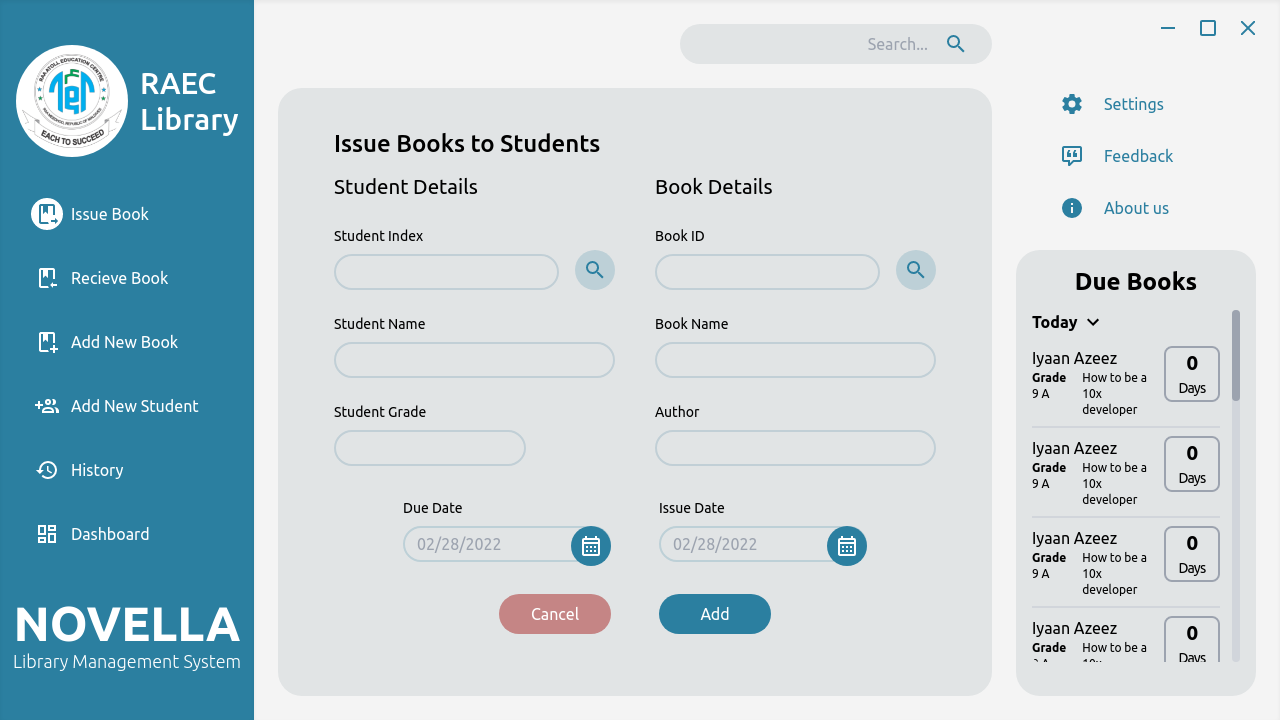 RAA ATOLL EDUCATION CENTRE
EACH TO SUCCEED
RAEC
Library
Issue Book
Recieve Book
Add New Book
Add New Student
History
Dashboard
NOVELLA
Library Management System
Search...
Issue Books to Students
Student Details
Student Index
Student Name
Student Grade
Book Details
Book ID
Book Name
Author
Due Date
02/28/2022
Issue Date
02/28/2022
Cancel
Add
Settings
Feedback
About us
Due Books
Today
Iyaan Azeez
Grade
9 A
How to be a
10x
developer
0
Days
Iyaan Azeez
Grade
9 A
How to be a
10x
developer
0
Days
Iyaan Azeez
Grade
9 A
How to be a
10x
developer
0
Days
Iyaan Azeez
Grade
9 A
How to be a
10x
0
Days